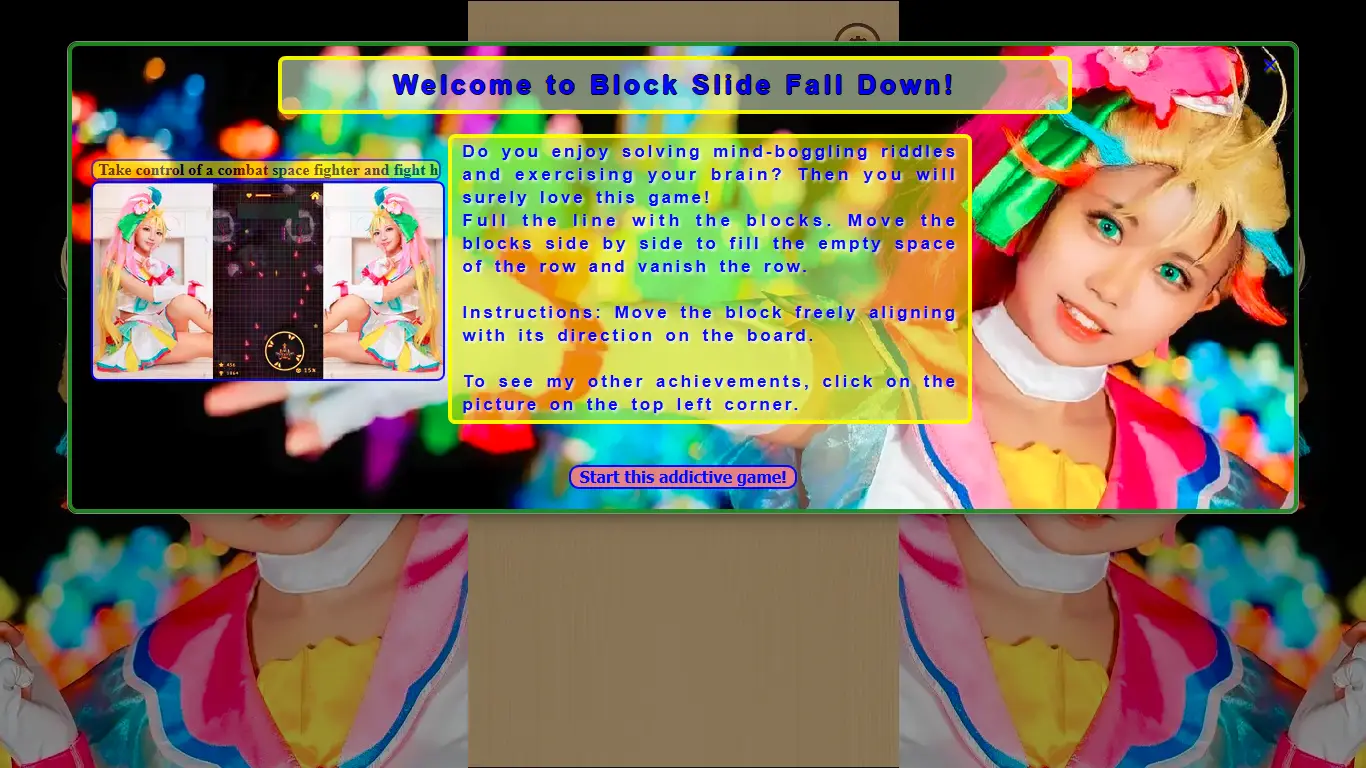 Welcome to Block Slide Fall Down!
Take control of a combat space fighter and fight h
Do you enjoy solving mind-boggling riddles
and exercising your brain? Then you will
surely love this game!
Full the line with the blocks. Move the
blocks side by side to fill the empty space
of the row and vanish the row.
Instructions: Move the block freely aligning
with its direction on the board.
To see my other achievements, click on the
picture on the top left corner.
Start this addictive game!